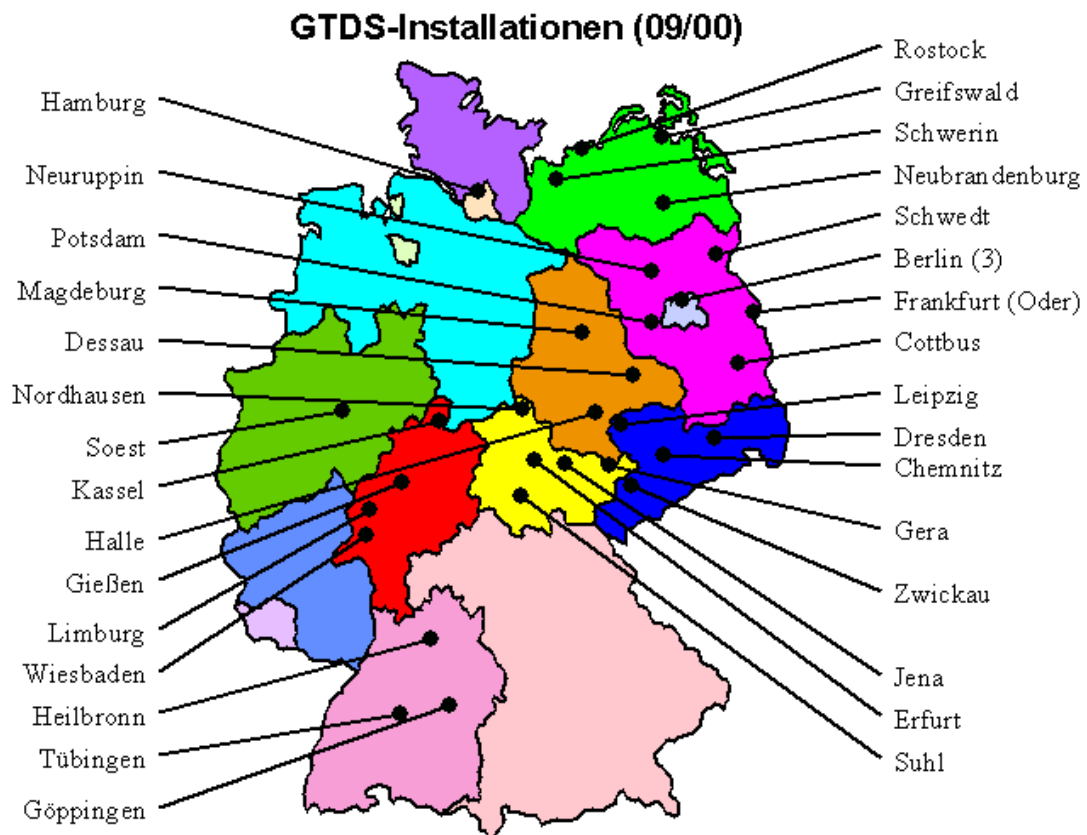 GTDS-Installationen (09/00)
Hamburg
Neuruppin
Potsdam
Magdeburg
Dessau
Nordhausen
Soest
Kassel
Halle
Gießen
Limburg
Wiesbaden
Heilbronn
Tübingen
Göppingen
Rostock
Greifswald
Schwerin
Neubrandenburg
Schwedt
Berlin (3)
Frankfurt (Oder)
Cottbus
Leipzig
Dresden
Chemnitz
Gera
Zwickau
Jena
Erfurt
Suhl